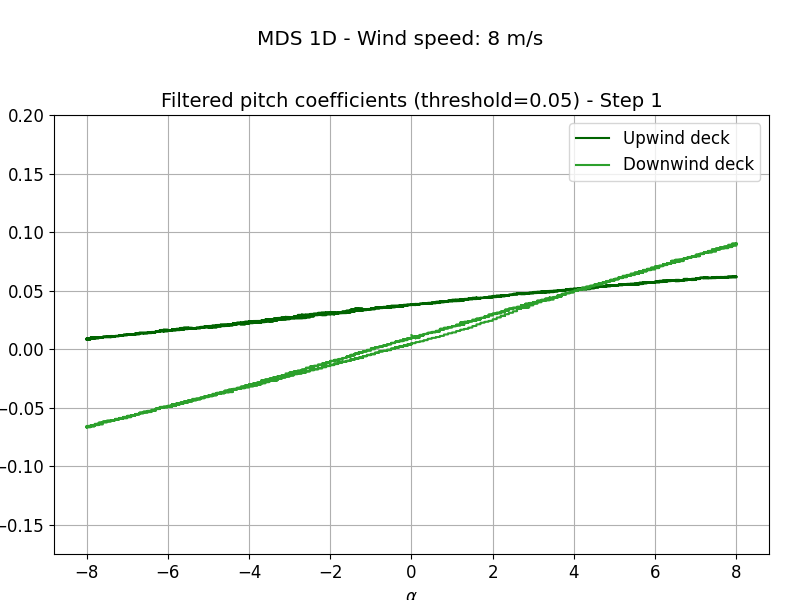 MDS 1D - Wind speed: 8 m/s
Filtered pitch coefficients (threshold=0.05) - Step 1
Upwind deck
Downwind deck
0.20
0.15
0.10
0.05
0.00
−0.05
−0.10
−0.15
−8 −6 −4 −2 0 2 4 6 8
α